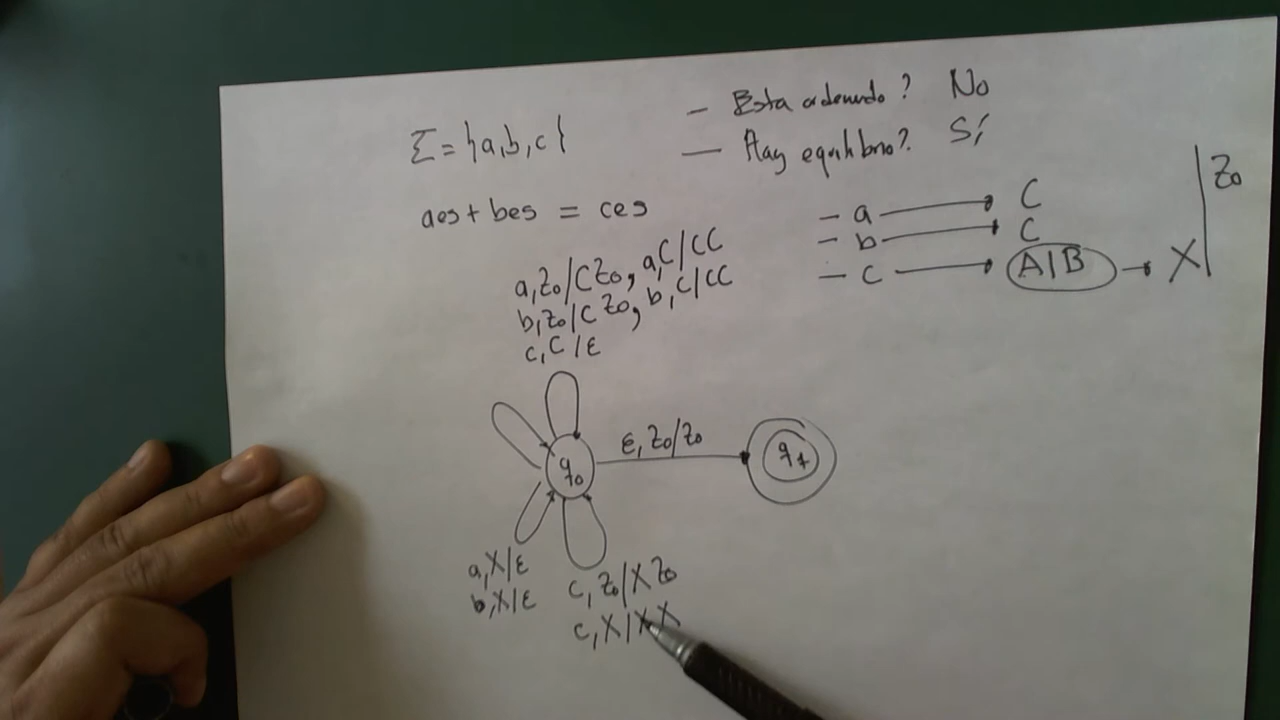 - Esta ordenado? No
Σ = {a,b,c}
— Hay equilibrio? Sí
aes + bes = ces
- a → C
- b → C
- c → A|B → X
Z₀
a,Z₀/CZ₀, a,C/CC
b,Z₀/CZ₀, b,C/CC
c,C/ε
ε,Z₀/Z₀
q₀
q₊
a,X/ε
b,X/ε
c,Z₀/XZ₀
c,X/XX